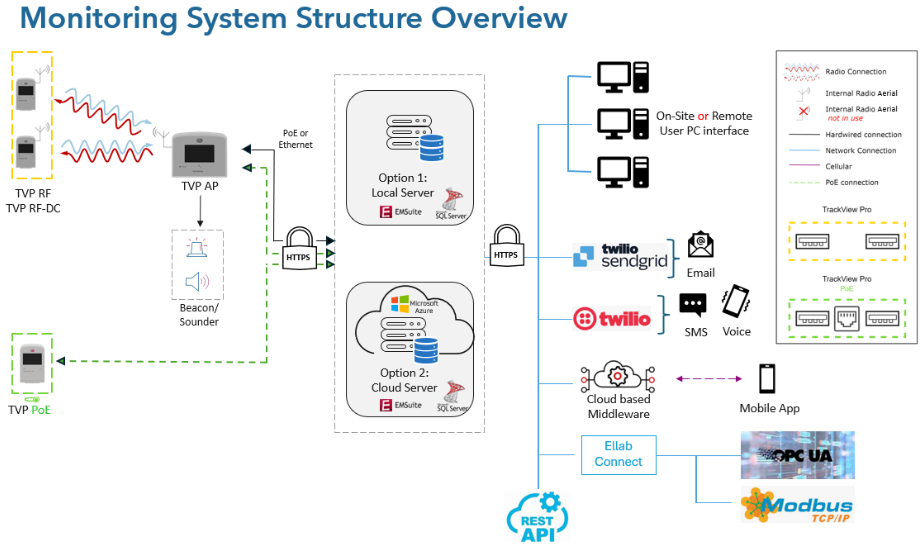 Monitoring System Structure Overview
TVP RF
TVP RF-DC
TVP AP
PoE or
Ethernet
Beacon/
Sounder
TVP PoE
HTTPS
Option 1:
Local Server
EMSuite
SQL Server
Microsoft
Azure
Option 2:
Cloud Server
EMSuite
SQL Server
HTTPS
On-Site or Remote
User PC interface
twilio
sendgrid
Email
twilio
SMS
Voice
Cloud based
Middleware
Mobile App
Ellab
Connect
OPC UA
Modbus
TCP/IP
REST
API
Radio Connection
Internal Radio Aerial
Internal Radio Aerial
not in use
Hardwired connection
Network Connection
Cellular
PoE connection
TrackView Pro
TrackView Pro
PoE